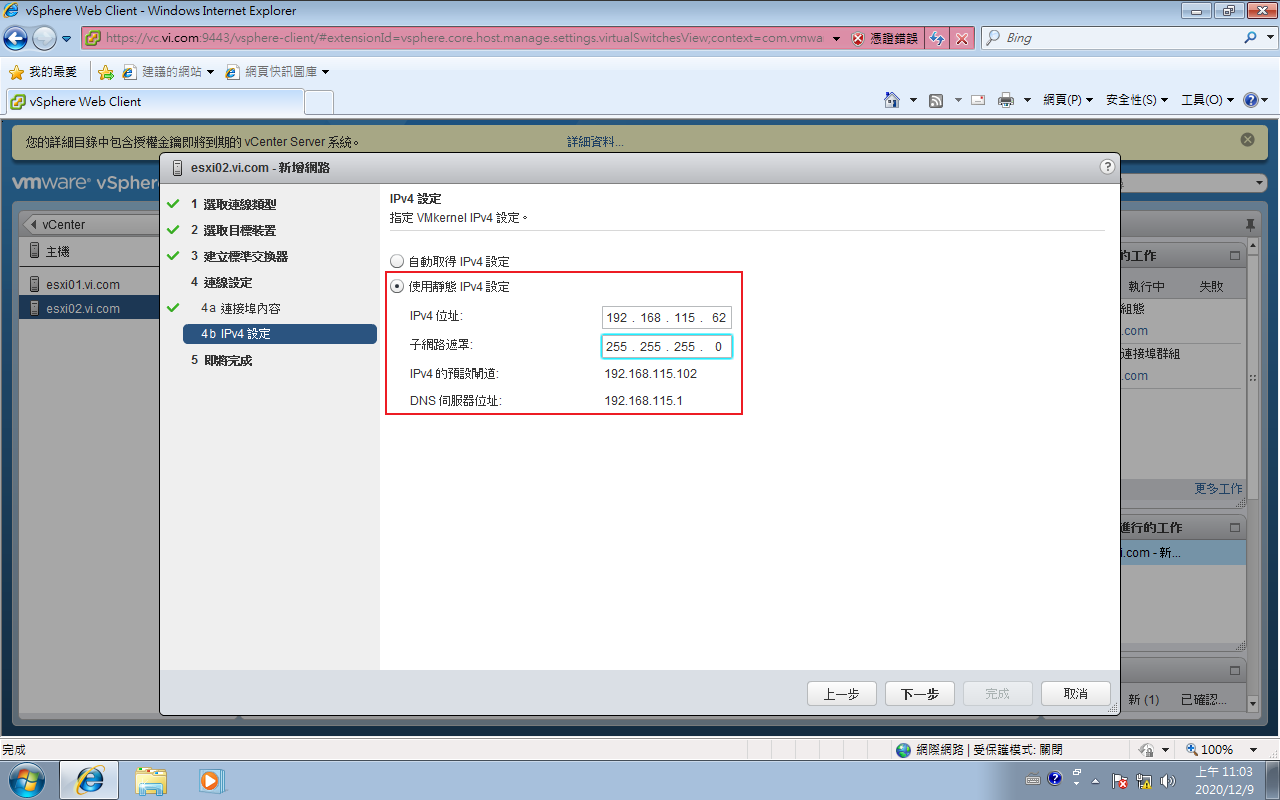 vSphere Web Client - Windows Internet Explorer
https://vc.vi.com:9443/vsphere-client/#extensionId=vsphere.core.host.manage.settings.virtualSwitchesView;context=com.vmwa
憑證錯誤
Bing
我的最愛
建議的網站
網頁快訊圖庫
vSphere Web Client
網頁(P)
安全性(S)
工具(O)
您的詳細目錄中包含授權金鑰即將到期的 vCenter Server 系統。
詳細資料...
vmware vSpher
esxi02.vi.com - 新增網路
vCenter
主機
esxi01.vi.com
esxi02.vi.com
1 選取連線類型
2 選取目標裝置
3 建立標準交換器
4 連線設定
4a 連接埠內容
4b IPv4 設定
5 即將完成
IPv4 設定
指定 VMkernel IPv4 設定。
自動取得 IPv4 設定
使用靜態 IPv4 設定
IPv4 位址: 192 . 168 . 115 . 62
子網路遮罩: 255 . 255 . 255 . 0
IPv4 的預設閘道: 192.168.115.102
DNS 伺服器位址: 192.168.115.1
的工作
執行中 失敗
組態
.com
連接埠群組
.com
更多工作
進行的工作
i.com - 新...
新 (1) 已確認...
上一步 下一步 完成 取消
完成
網際網路 | 受保護模式: 關閉
100%
上午 11:03
2020/12/9